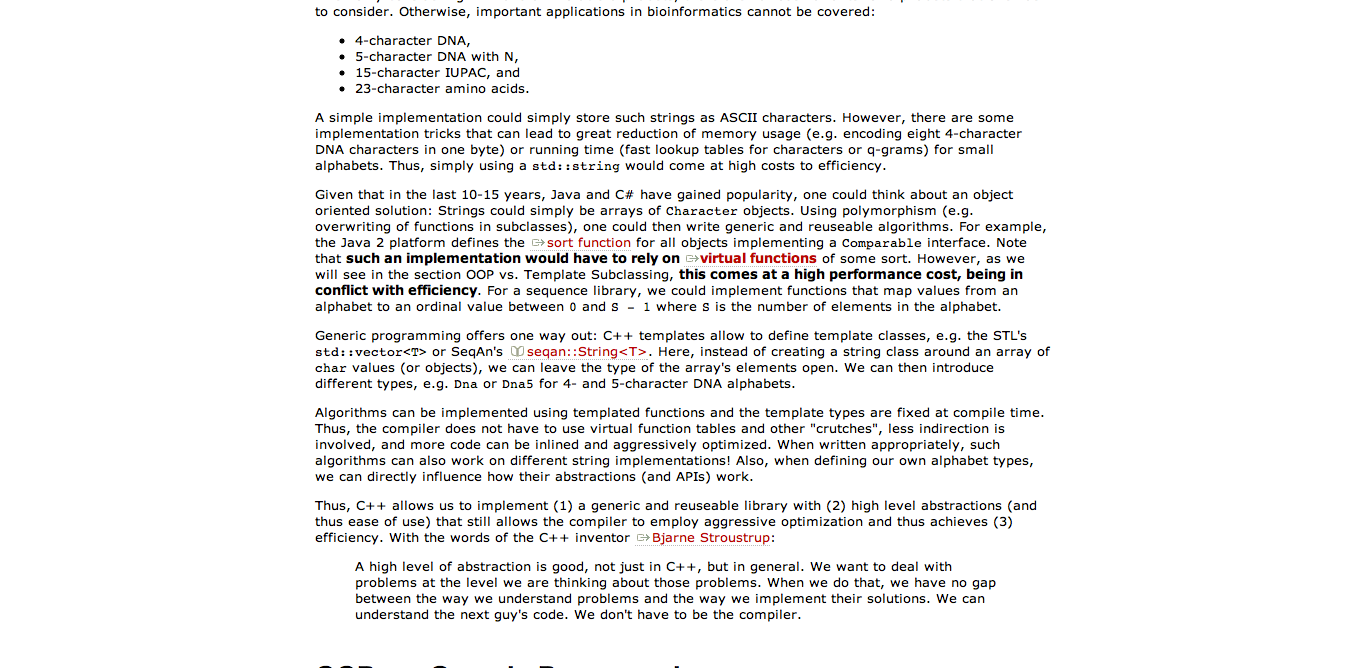 to consider. Otherwise, important applications in bioinformatics cannot be covered:
• 4-character DNA,
• 5-character DNA with N,
• 15-character IUPAC, and
• 23-character amino acids.
A simple implementation could simply store such strings as ASCII characters. However, there are some
implementation tricks that can lead to great reduction of memory usage (e.g. encoding eight 4-character
DNA characters in one byte) or running time (fast lookup tables for characters or q-grams) for small
alphabets. Thus, simply using a std::string would come at high costs to efficiency.
Given that in the last 10-15 years, Java and C# have gained popularity, one could think about an object
oriented solution: Strings could simply be arrays of Character objects. Using polymorphism (e.g.
overwriting of functions in subclasses), one could then write generic and reuseable algorithms. For example,
the Java 2 platform defines the sort function for all objects implementing a Comparable interface. Note
that such an implementation would have to rely on virtual functions of some sort. However, as we
will see in the section OOP vs. Template Subclassing, this comes at a high performance cost, being in
conflict with efficiency. For a sequence library, we could implement functions that map values from an
alphabet to an ordinal value between 0 and S - 1 where S is the number of elements in the alphabet.
Generic programming offers one way out: C++ templates allow to define template classes, e.g. the STL's
std::vector<T> or SeqAn's seqan::String<T>. Here, instead of creating a string class around an array of
char values (or objects), we can leave the type of the array's elements open. We can then introduce
different types, e.g. Dna or Dna5 for 4- and 5-character DNA alphabets.
Algorithms can be implemented using templated functions and the template types are fixed at compile time.
Thus, the compiler does not have to use virtual function tables and other "crutches", less indirection is
involved, and more code can be inlined and aggressively optimized. When written appropriately, such
algorithms can also work on different string implementations! Also, when defining our own alphabet types,
we can directly influence how their abstractions (and APIs) work.
Thus, C++ allows us to implement (1) a generic and reuseable library with (2) high level abstractions (and
thus ease of use) that still allows the compiler to employ aggressive optimization and thus achieves (3)
efficiency. With the words of the C++ inventor Bjarne Stroustrup:
A high level of abstraction is good, not just in C++, but in general. We want to deal with
problems at the level we are thinking about those problems. When we do that, we have no gap
between the way we understand problems and the way we implement their solutions. We can
understand the next guy's code. We don't have to be the compiler.